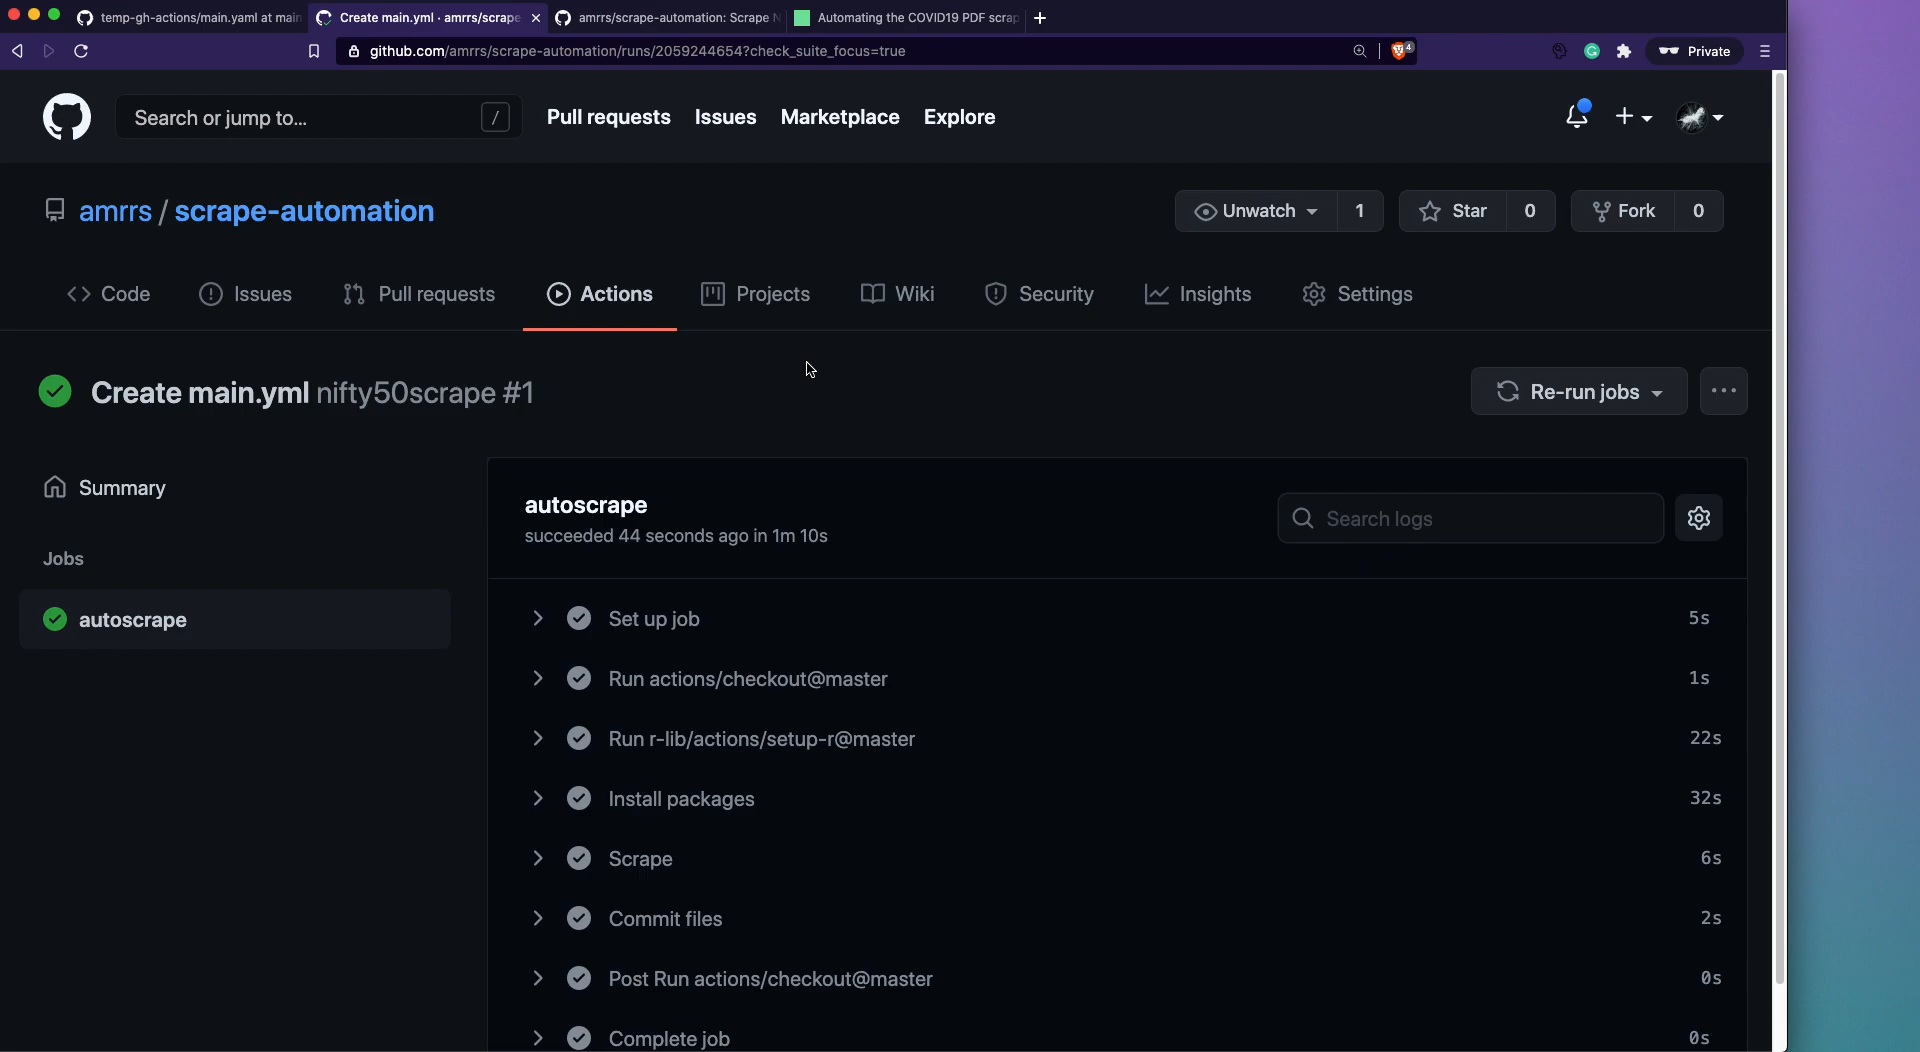 temp-gh-actions/main.yaml at main
Create main.yml · amrrs/scrape
amrrs/scrape-automation: Scrape N
Automating the COVID19 PDF scrap
github.com/amrrs/scrape-automation/runs/2059244654?check_suite_focus=true
4
Private
Search or jump to...
/
Pull requests
Issues
Marketplace
Explore
amrrs / scrape-automation
Unwatch
1
Star
0
Fork
0
Code
Issues
Pull requests
Actions
Projects
Wiki
Security
Insights
Settings
Create main.yml nifty50scrape #1
Re-run jobs
Summary
Jobs
autoscrape
autoscrape
succeeded 44 seconds ago in 1m 10s
Search logs
Set up job
5s
Run actions/checkout@master
1s
Run r-lib/actions/setup-r@master
22s
Install packages
32s
Scrape
6s
Commit files
2s
Post Run actions/checkout@master
0s
Complete job
0s